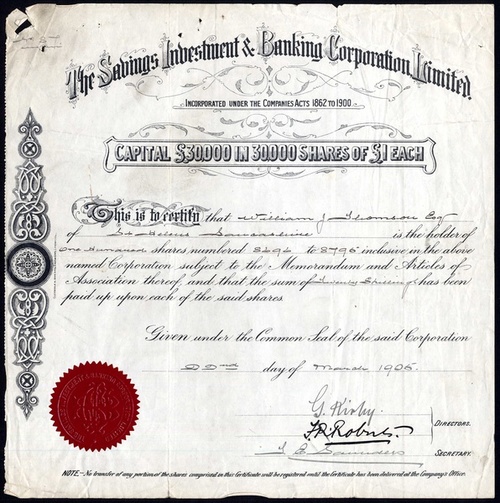 The Savings Investment & Banking Corporation, Limited.
INCORPORATED UNDER THE COMPANIES ACTS 1862 TO 1900.
CAPITAL £30000 IN 30000 SHARES OF £1 EACH
This is to certify that William J Thomson Esq
of St Helens Lancashire is the holder of
One Hundred shares, numbered to inclusive in the above
named Corporation subject to the Memorandum and Articles of
Association thereof, and that the sum of Twenty Shillings has been
paid up upon each of the said shares.
Given under the Common Seal of the said Corporation
22nd day of March 1905.
G. Kirby.
F.R. Roberts.
DIRECTORS.
J C Saunders
SECRETARY.
NOTE.- No transfer of any portion of the shares comprised in this Certificate will be registered until the Certificate has been delivered at the Company's Office.